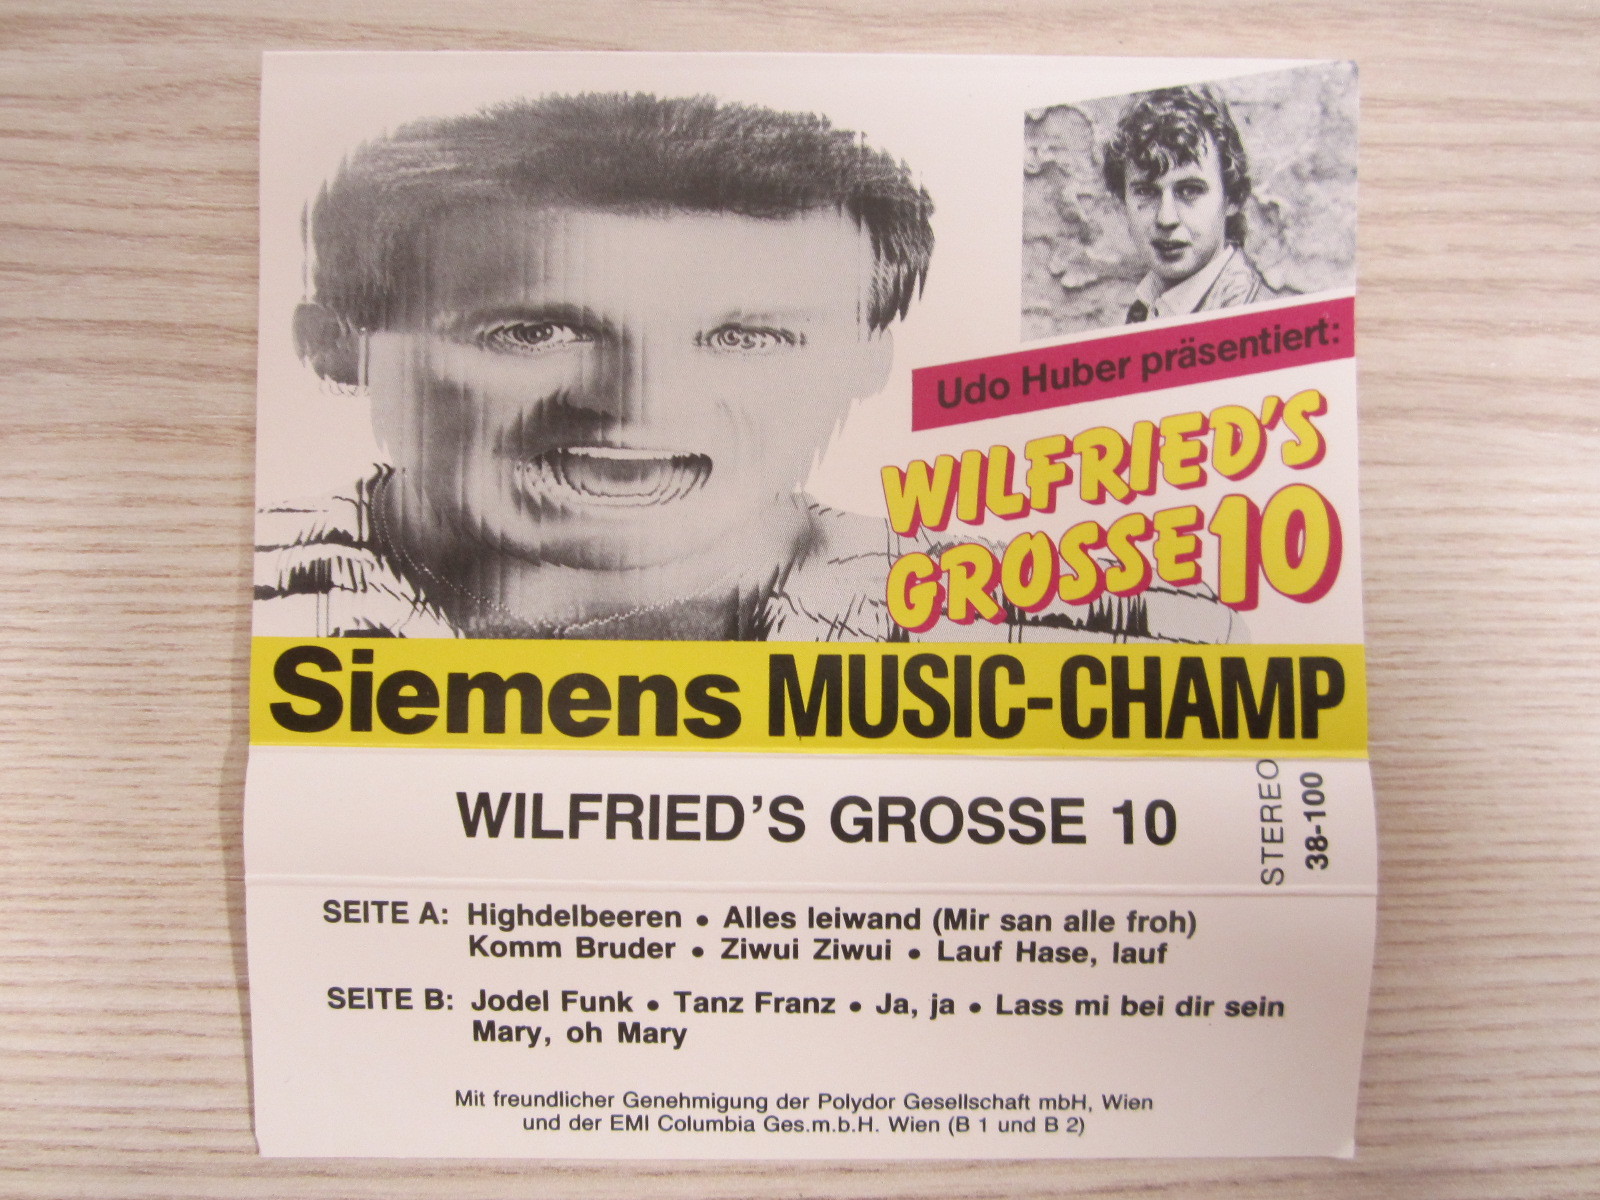 Udo Huber präsentiert:
WILFRIED'S
GROSSE 10
Siemens MUSIC-CHAMP
WILFRIED'S GROSSE 10
STEREO
38-100
SEITE A: Highdelbeeren • Alles leiwand (Mir san alle froh)
Komm Bruder • Ziwui Ziwui • Lauf Hase, lauf
SEITE B: Jodel Funk • Tanz Franz • Ja, ja • Lass mi bei dir sein
Mary, oh Mary
Mit freundlicher Genehmigung der Polydor Gesellschaft mbH, Wien
und der EMI Columbia Ges.m.b.H. Wien (B 1 und B 2)